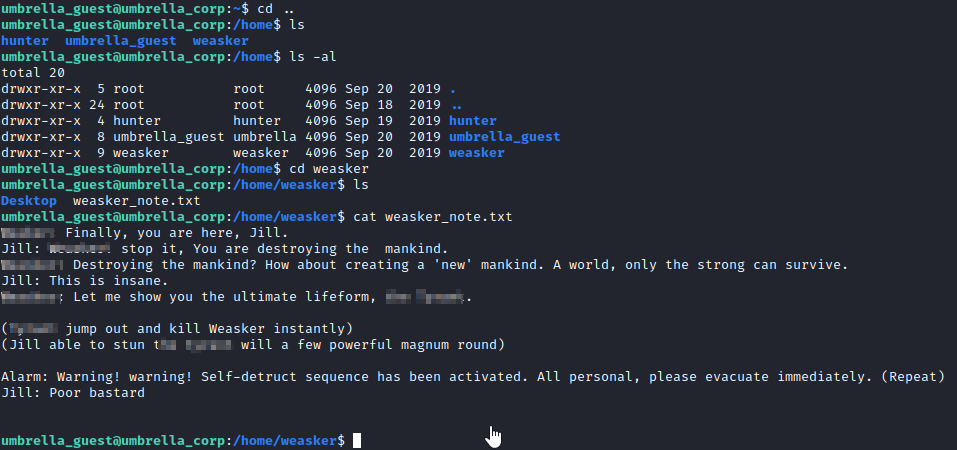 umbrella_guest@umbrella_corp:~$ cd ..
umbrella_guest@umbrella_corp:/home$ ls
hunter  umbrella_guest  weasker
umbrella_guest@umbrella_corp:/home$ ls -al
total 20
drwxr-xr-x  5 root           root     4096 Sep 20  2019 .
drwxr-xr-x 24 root           root     4096 Sep 18  2019 ..
drwxr-xr-x  4 hunter         hunter   4096 Sep 19  2019 hunter
drwxr-xr-x  8 umbrella_guest umbrella 4096 Sep 20  2019 umbrella_guest
drwxr-xr-x  9 weasker        weasker  4096 Sep 20  2019 weasker
umbrella_guest@umbrella_corp:/home$ cd weasker
umbrella_guest@umbrella_corp:/home/weasker$ ls
Desktop  weasker_note.txt
umbrella_guest@umbrella_corp:/home/weasker$ cat weasker_note.txt
Finally, you are here, Jill.
Jill: stop it, You are destroying the  mankind.
Destroying the mankind? How about creating a 'new' mankind. A world, only the strong can survive.
Jill: This is insane.
Let me show you the ultimate lifeform,
( jump out and kill Weasker instantly)
(Jill able to stun will a few powerful magnum round)
Alarm: Warning! warning! Self-detruct sequence has been activated. All personal, please evacuate immediately. (Repeat)
Jill: Poor bastard
umbrella_guest@umbrella_corp:/home/weasker$